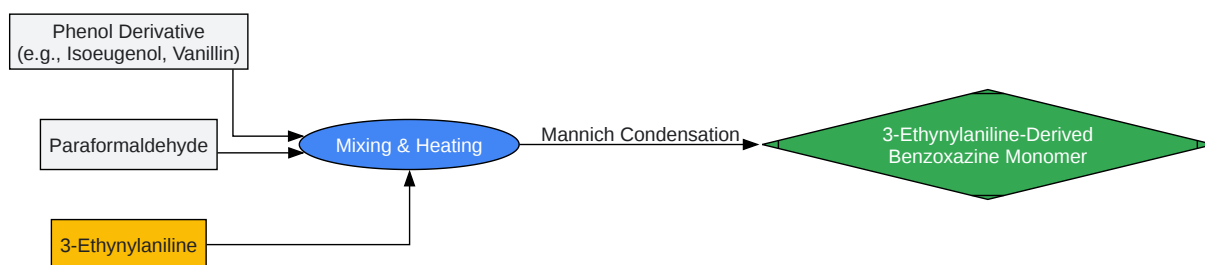 Phenol Derivative
(e.g., Isoeugenol, Vanillin)
Paraformaldehyde
3-Ethynylaniline
Mixing & Heating
Mannich Condensation
3-Ethynylaniline-Derived
Benzoxazine Monomer